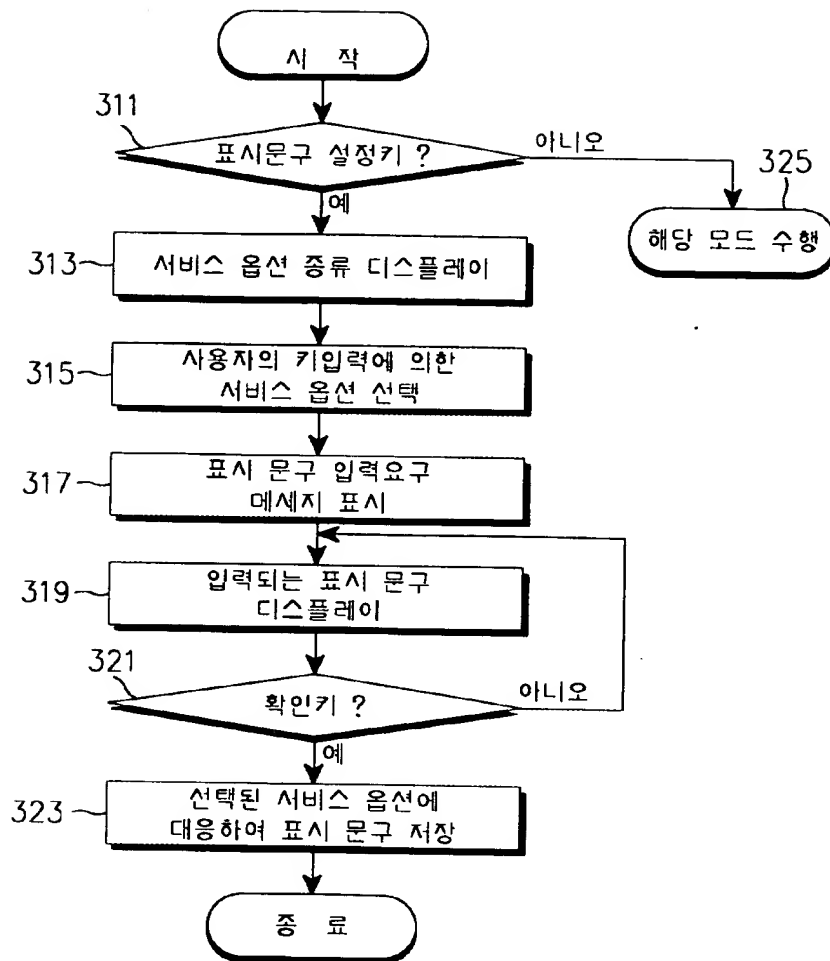 시 작
311
표시문구 설정키 ?
아니오
325
예
해당 모드 수행
313
서비스 옵션 종류 디스플레이
315
사용자의 키입력에 의한
서비스 옵션 선택
317
표시 문구 입력요구
메세지 표시
319
입력되는 표시 문구
디스플레이
321
확인키 ?
아니오
예
323
선택된 서비스 옵션에
대응하여 표시 문구 저장
종 료